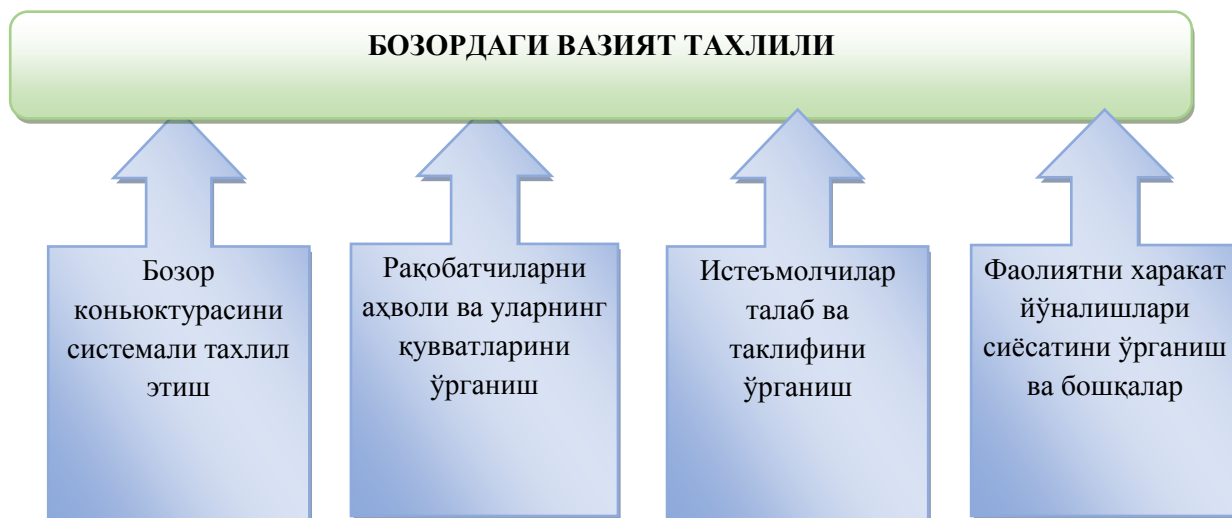 БОЗОРДАГИ ВАЗИЯТ ТАХЛИЛИ
Бозор
коньюктурасини
системали тахлил
этиш
Рақобатчиларни
аҳволи ва уларнинг
қувватларини
ўрганиш
Истеъмолчилар
талаб ва
таклифини
ўрганиш
Фаолиятни харакат
йўналишлари
сиёсатини ўрганиш
ва бошқалар